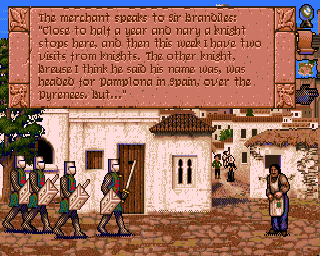 The merchant speaks to Sir Brandiles:
"Close to half a year and nary a knight
stops here, and then this week I have two
visits from knights. The other knight,
Breuse I think he said his name was, was
headed for Pamplona in Spain, over the
Pyrenees, But..."